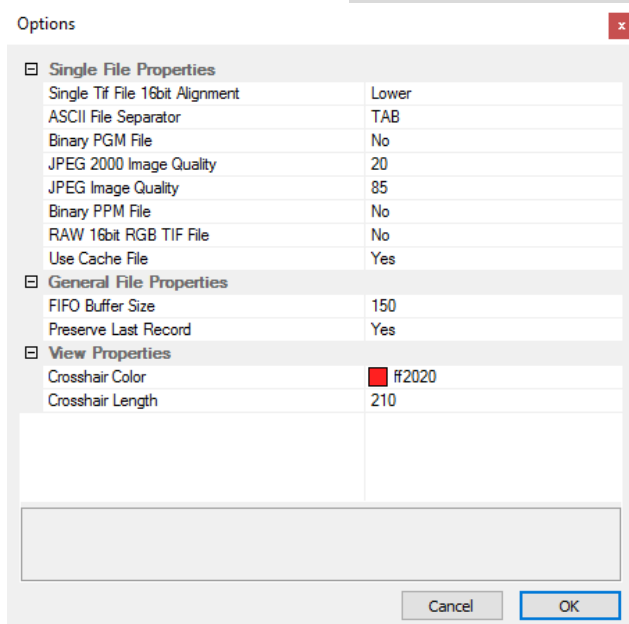 Options
x
Single File Properties
Single Tif File 16bit Alignment Lower
ASCII File Separator TAB
Binary PGM File No
JPEG 2000 Image Quality 20
JPEG Image Quality 85
Binary PPM File No
RAW 16bit RGB TIF File No
Use Cache File Yes
General File Properties
FIFO Buffer Size 150
Preserve Last Record Yes
View Properties
Crosshair Color ff2020
Crosshair Length 210
Cancel OK